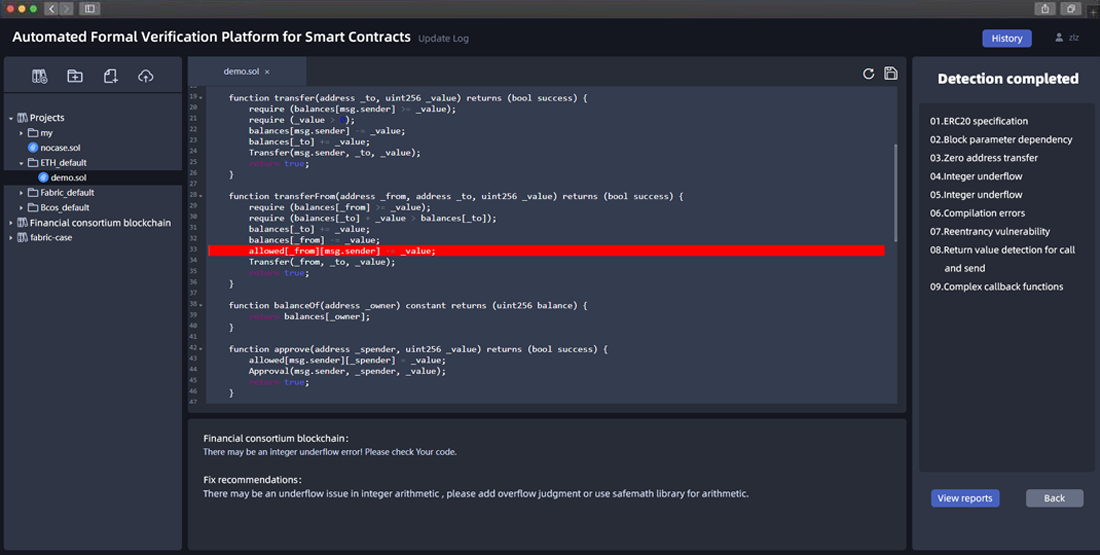 Automated Formal Verification Platform for Smart Contracts Update Log
History
zlz
Projects
my
nocase.sol
ETH_default
demo.sol
Fabric_default
Bcos_default
Financial consortium blockchain
fabric-case
demo.sol ×
19 function transfer(address _to, uint256 _value) returns (bool success) {
20 require (balances[msg.sender] >= _value);
21 require (_value > );
22 balances[msg.sender] -= _value;
23 balances[_to] += _value;
24 Transfer(msg.sender, _to, _value);
25 return true;
26 }
27
28 function transferFrom(address _from, address _to, uint256 _value) returns (bool success) {
29 require (balances[_from] >= _value);
30 require (balances[_to] + _value > balances[_to]);
31 balances[_to] += _value;
32 balances[_from] -= _value;
33 allowed[_from][msg.sender] -= _value;
34 Transfer(_from, _to, _value);
35 return true;
36 }
37
38 function balanceOf(address _owner) constant returns (uint256 balance) {
39 return balances[_owner];
40 }
41
42 function approve(address _spender, uint256 _value) returns (bool success) {
43 allowed[msg.sender][_spender] = _value;
44 Approval(msg.sender, _spender, _value);
45 return true;
46 }
47
Financial consortium blockchain:
There may be an integer underflow error! Please check Your code.
Fix recommendations:
There may be an underflow issue in integer arithmetic , please add overflow judgment or use safemath library for arithmetic.
Detection completed
01.ERC20 specification
02.Block parameter dependency
03.Zero address transfer
04.Integer underflow
05.Integer underflow
06.Compilation errors
07.Reentrancy vulnerability
08.Return value detection for call
and send
09.Complex callback functions
View reports
Back